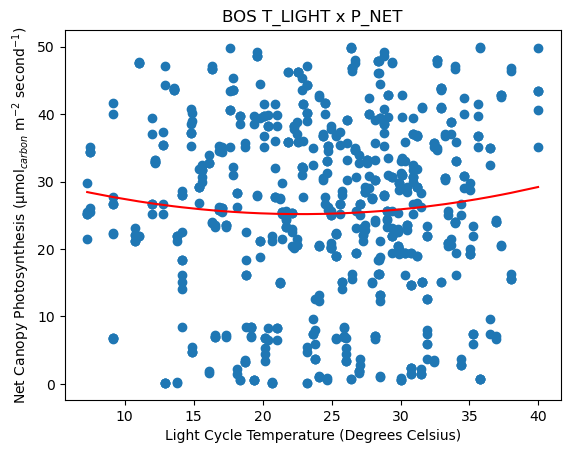 BOS T_LIGHT x P_NET
Net Canopy Photosynthesis (μmol_carbon m⁻² second⁻¹)
50
40
30
20
10
0
10 15 20 25 30 35 40
Light Cycle Temperature (Degrees Celsius)